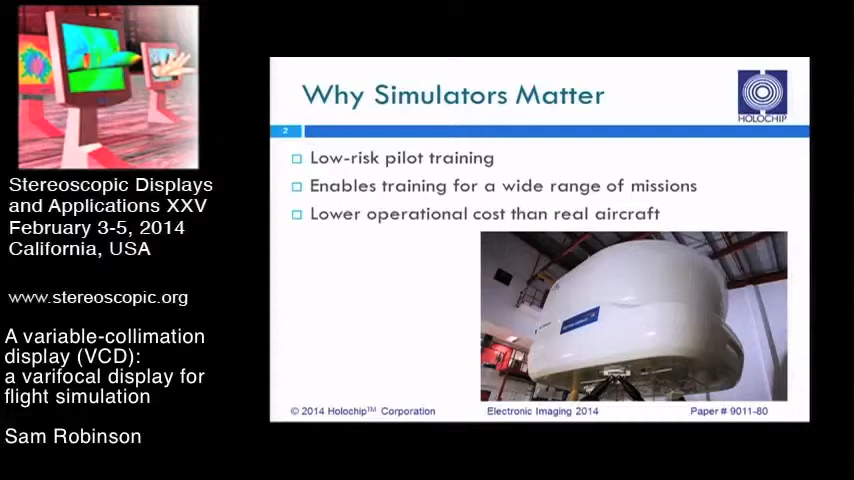 Stereoscopic Displays
and Applications XXV
February 3-5, 2014
California, USA
www.stereoscopic.org
A variable-collimation
display (VCD):
a varifocal display for
flight simulation
Sam Robinson
Why Simulators Matter
HOLOCHIP
2
Low-risk pilot training
Enables training for a wide range of missions
Lower operational cost than real aircraft
© 2014 Holochip™ Corporation
Electronic Imaging 2014
Paper # 9011-80